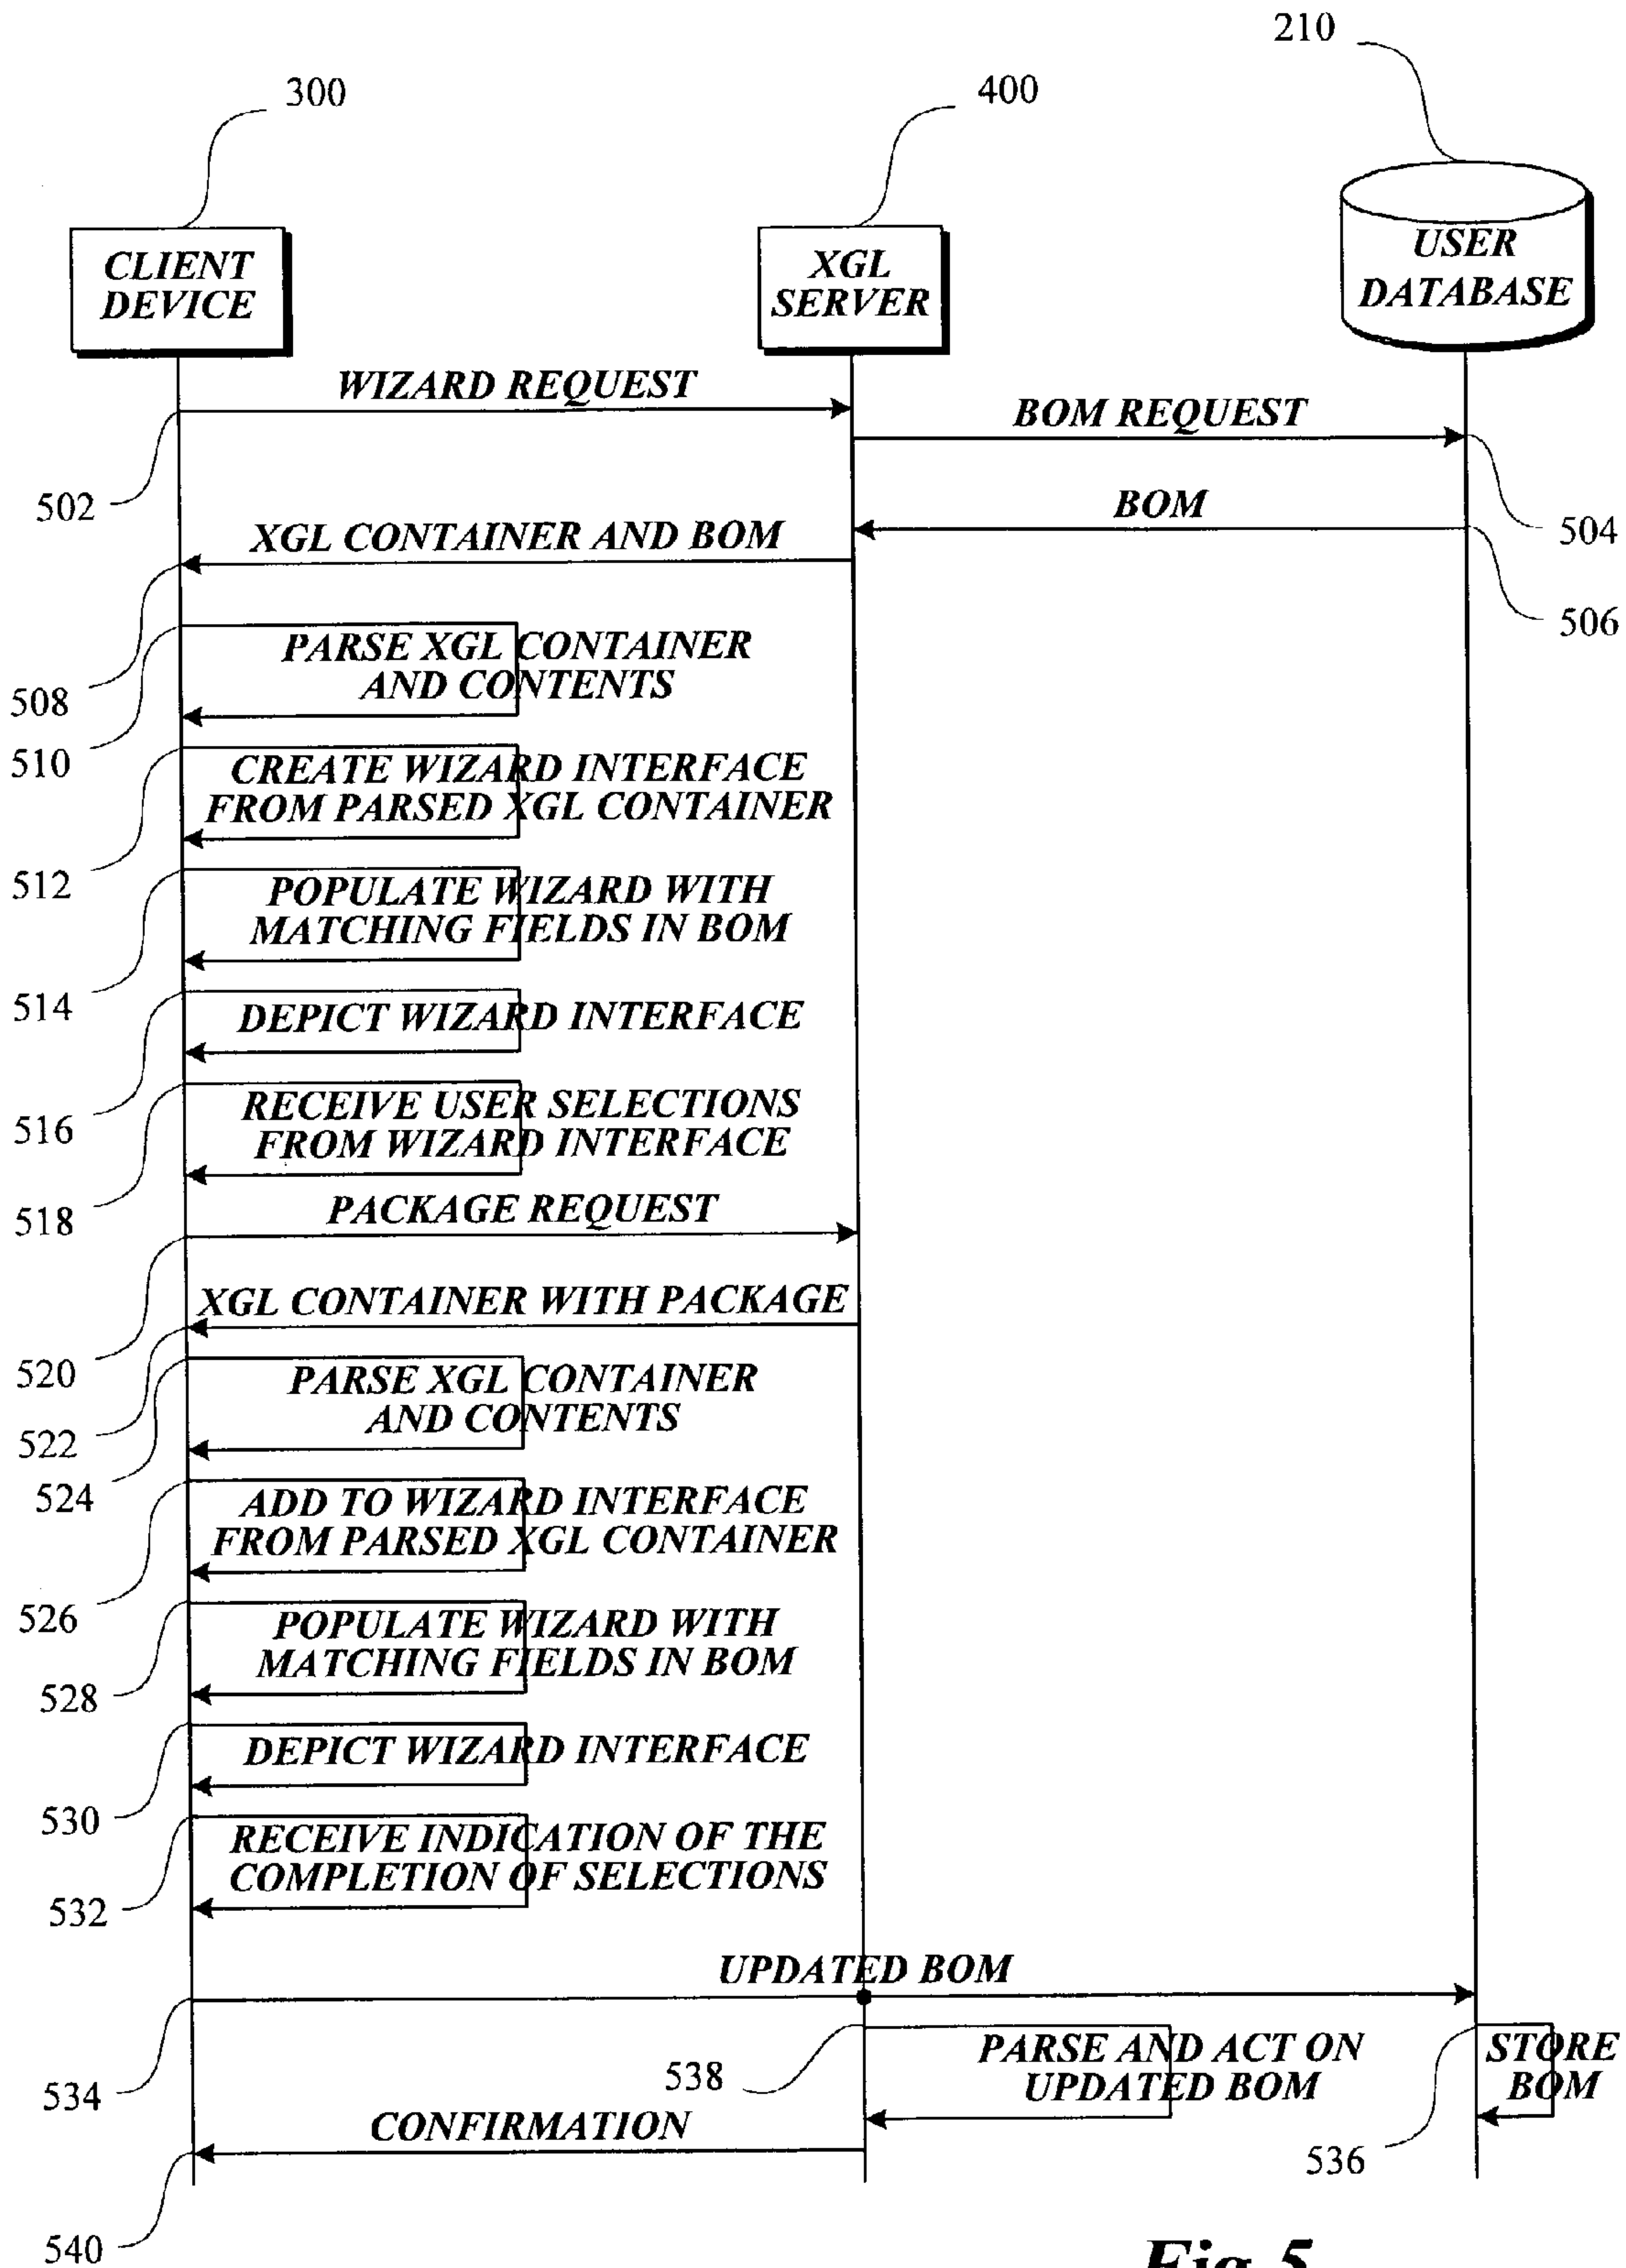 210
300
400
CLIENT
DEVICE
XGL
SERVER
USER
DATABASE
WIZARD REQUEST
BOM REQUEST
502
BOM
504
XGL CONTAINER AND BOM
506
PARSE XGL CONTAINER
AND CONTENTS
508
510
CREATE WIZARD INTERFACE
FROM PARSED XGL CONTAINER
512
POPULATE WIZARD WITH
MATCHING FIELDS IN BOM
514
DEPICT WIZARD INTERFACE
516
RECEIVE USER SELECTIONS
FROM WIZARD INTERFACE
518
PACKAGE REQUEST
XGL CONTAINER WITH PACKAGE
520
PARSE XGL CONTAINER
AND CONTENTS
522
524
ADD TO WIZARD INTERFACE
FROM PARSED XGL CONTAINER
526
POPULATE WIZARD WITH
MATCHING FIELDS IN BOM
528
DEPICT WIZARD INTERFACE
530
RECEIVE INDICATION OF THE
COMPLETION OF SELECTIONS
532
UPDATED BOM
534
538
PARSE AND ACT ON
UPDATED BOM
STORE
BOM
CONFIRMATION
536
540
Fig.5